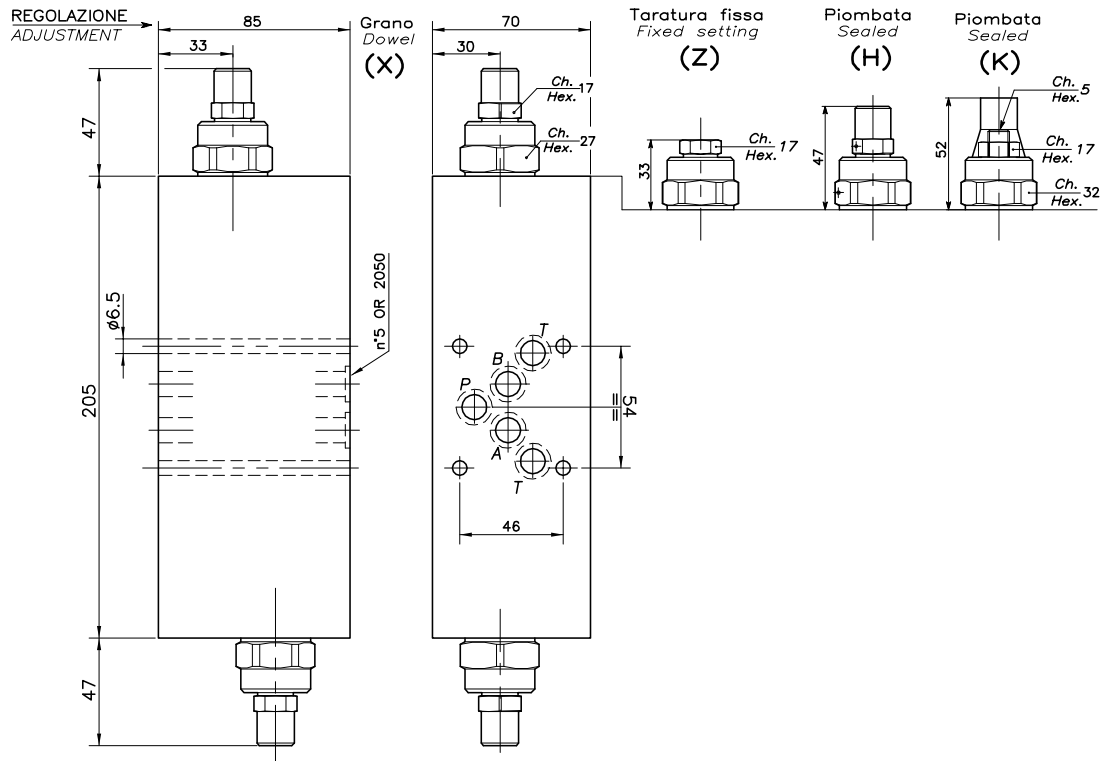 REGOLAZIONE
ADJUSTMENT
85
33
Grano
Dowel
(X)
70
30
Taratura fissa
Fixed setting
(Z)
Piombata
Sealed
(H)
Piombata
Sealed
(K)
47
Ch.
Hex. 17
Ch.
Hex. 27
33
Ch.
Hex. 17
47
52
Ch.
Hex. 5
Ch.
Hex. 17
Ch.
Hex. 32
n°5 OR 2050
ø6.5
205
T
B
P
A
T
54
==
46
47